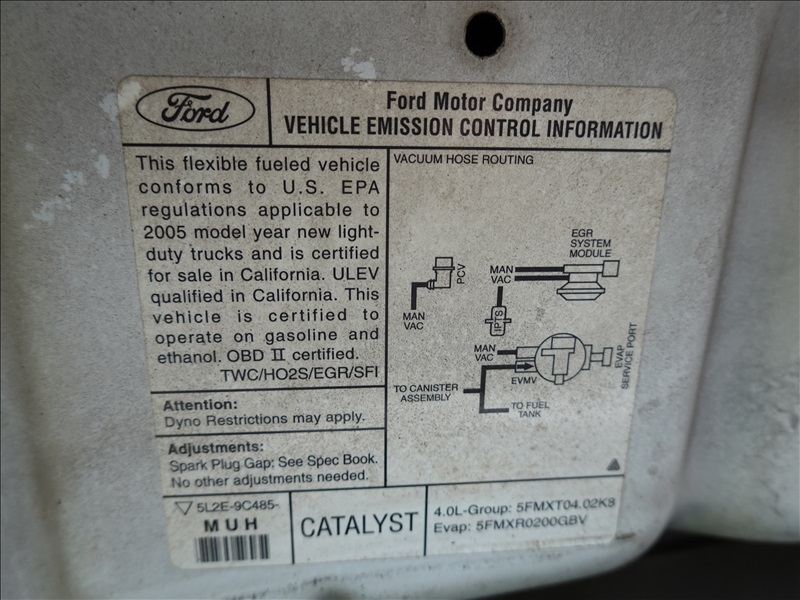 Ford
Ford Motor Company
VEHICLE EMISSION CONTROL INFORMATION
This flexible fueled vehicle
conforms to U.S. EPA
regulations applicable to
2005 model year new light-
duty trucks and is certified
for sale in California. ULEV
qualified in California. This
vehicle is certified to
operate on gasoline and
ethanol. OBD II certified.
TWC/HO2S/EGR/SFI
Attention:
Dyno Restrictions may apply.
Adjustments:
Spark Plug Gap: See Spec Book.
No other adjustments needed.
VACUUM HOSE ROUTING
EGR
SYSTEM
MODULE
PCV
MAN
VAC
MAN
VAC
IPTS
MAN
VAC
EVMV
EVAP
SERVICE PORT
TO CANISTER
ASSEMBLY
TO FUEL
TANK
5L2E-9C485-
MUH
CATALYST
4.0L-Group: 5FMXT04.02K8
Evap: 5FMXR0200GBV